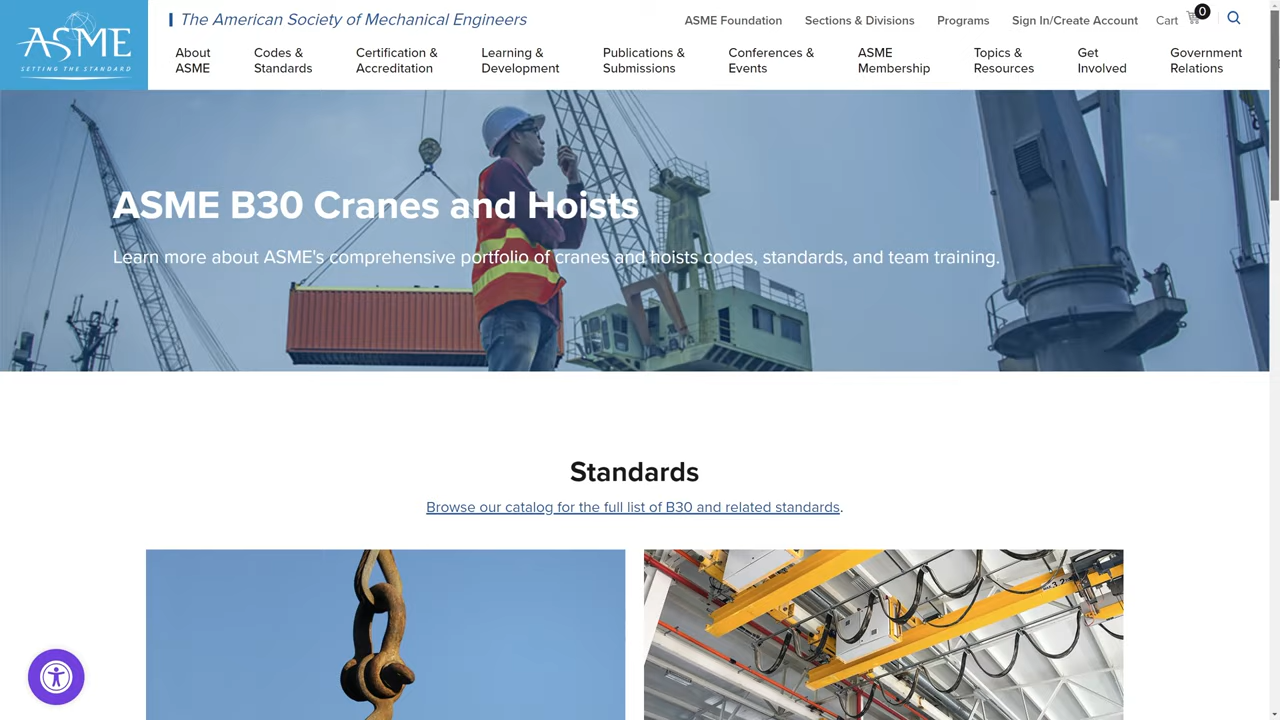 ASME
SETTING THE STANDARD
The American Society of Mechanical Engineers
ASME Foundation
Sections & Divisions
Programs
Sign In/Create Account
Cart
0
About
ASME
Codes &
Standards
Certification &
Accreditation
Learning &
Development
Publications &
Submissions
Conferences &
Events
ASME
Membership
Topics &
Resources
Get
Involved
Government
Relations
ASME B30 Cranes and Hoists
Learn more about ASME's comprehensive portfolio of cranes and hoists codes, standards, and team training.
Standards
Browse our catalog for the full list of B30 and related standards.